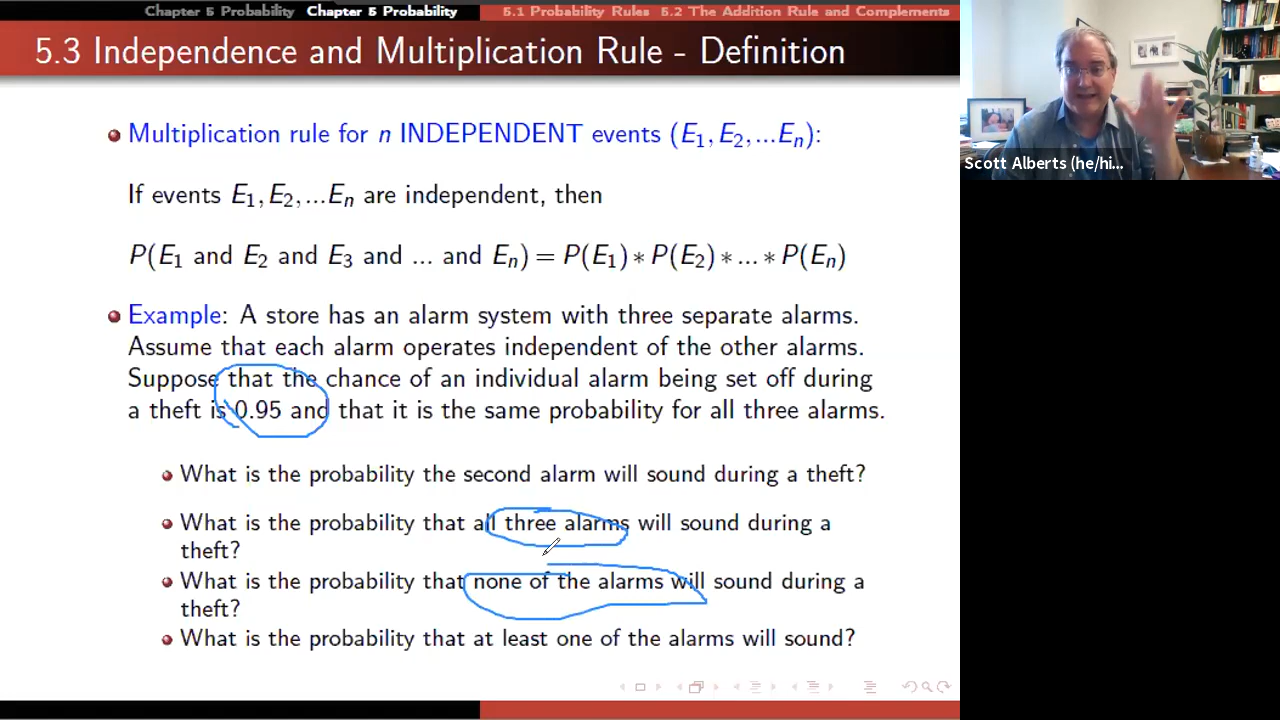 Chapter 5 Probability Chapter 5 Probability 5.1 Probability Rules 5.2 The Addition Rule and Complements
5.3 Independence and Multiplication Rule - Definition
Multiplication rule for n INDEPENDENT events (E1, E2, ...En):
If events E1, E2, ...En are independent, then
P(E1 and E2 and E3 and ... and En) = P(E1) * P(E2) * ... * P(En)
Example: A store has an alarm system with three separate alarms.
Assume that each alarm operates independent of the other alarms.
Suppose that the chance of an individual alarm being set off during
a theft is 0.95 and that it is the same probability for all three alarms.
What is the probability the second alarm will sound during a theft?
What is the probability that all three alarms will sound during a
theft?
What is the probability that none of the alarms will sound during a
theft?
What is the probability that at least one of the alarms will sound?
Scott Alberts (he/hi...